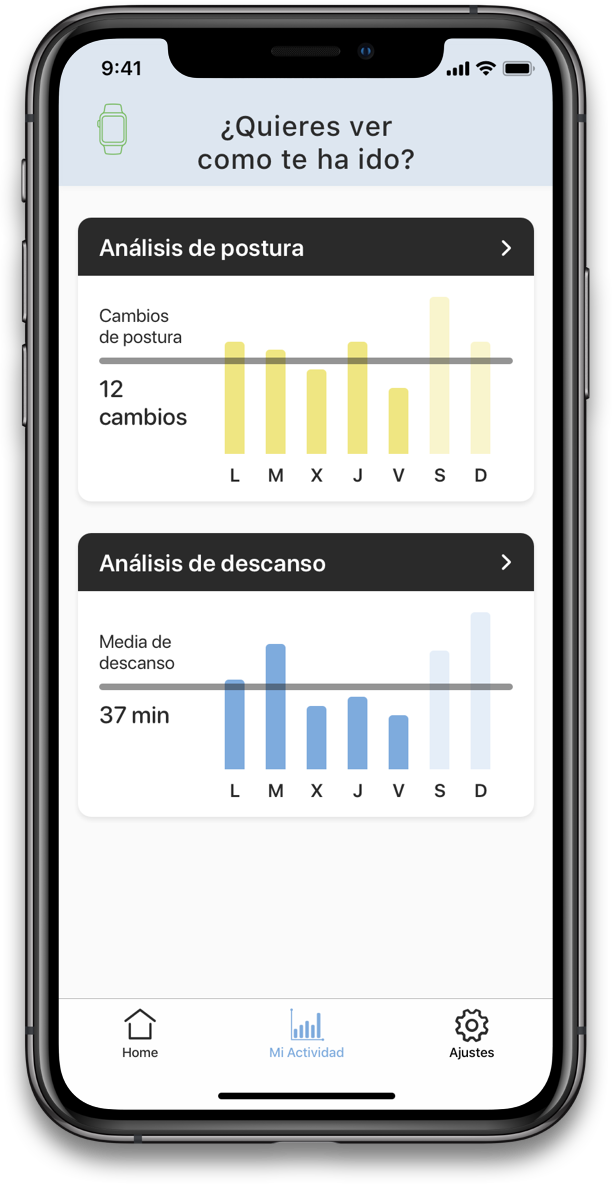 9:41
¿Quieres ver
como te ha ido?
Análisis de postura
Cambios
de postura
12
cambios
L M X J V S D
Análisis de descanso
Media de
descanso
37 min
L M X J V S D
Home Mi Actividad Ajustes